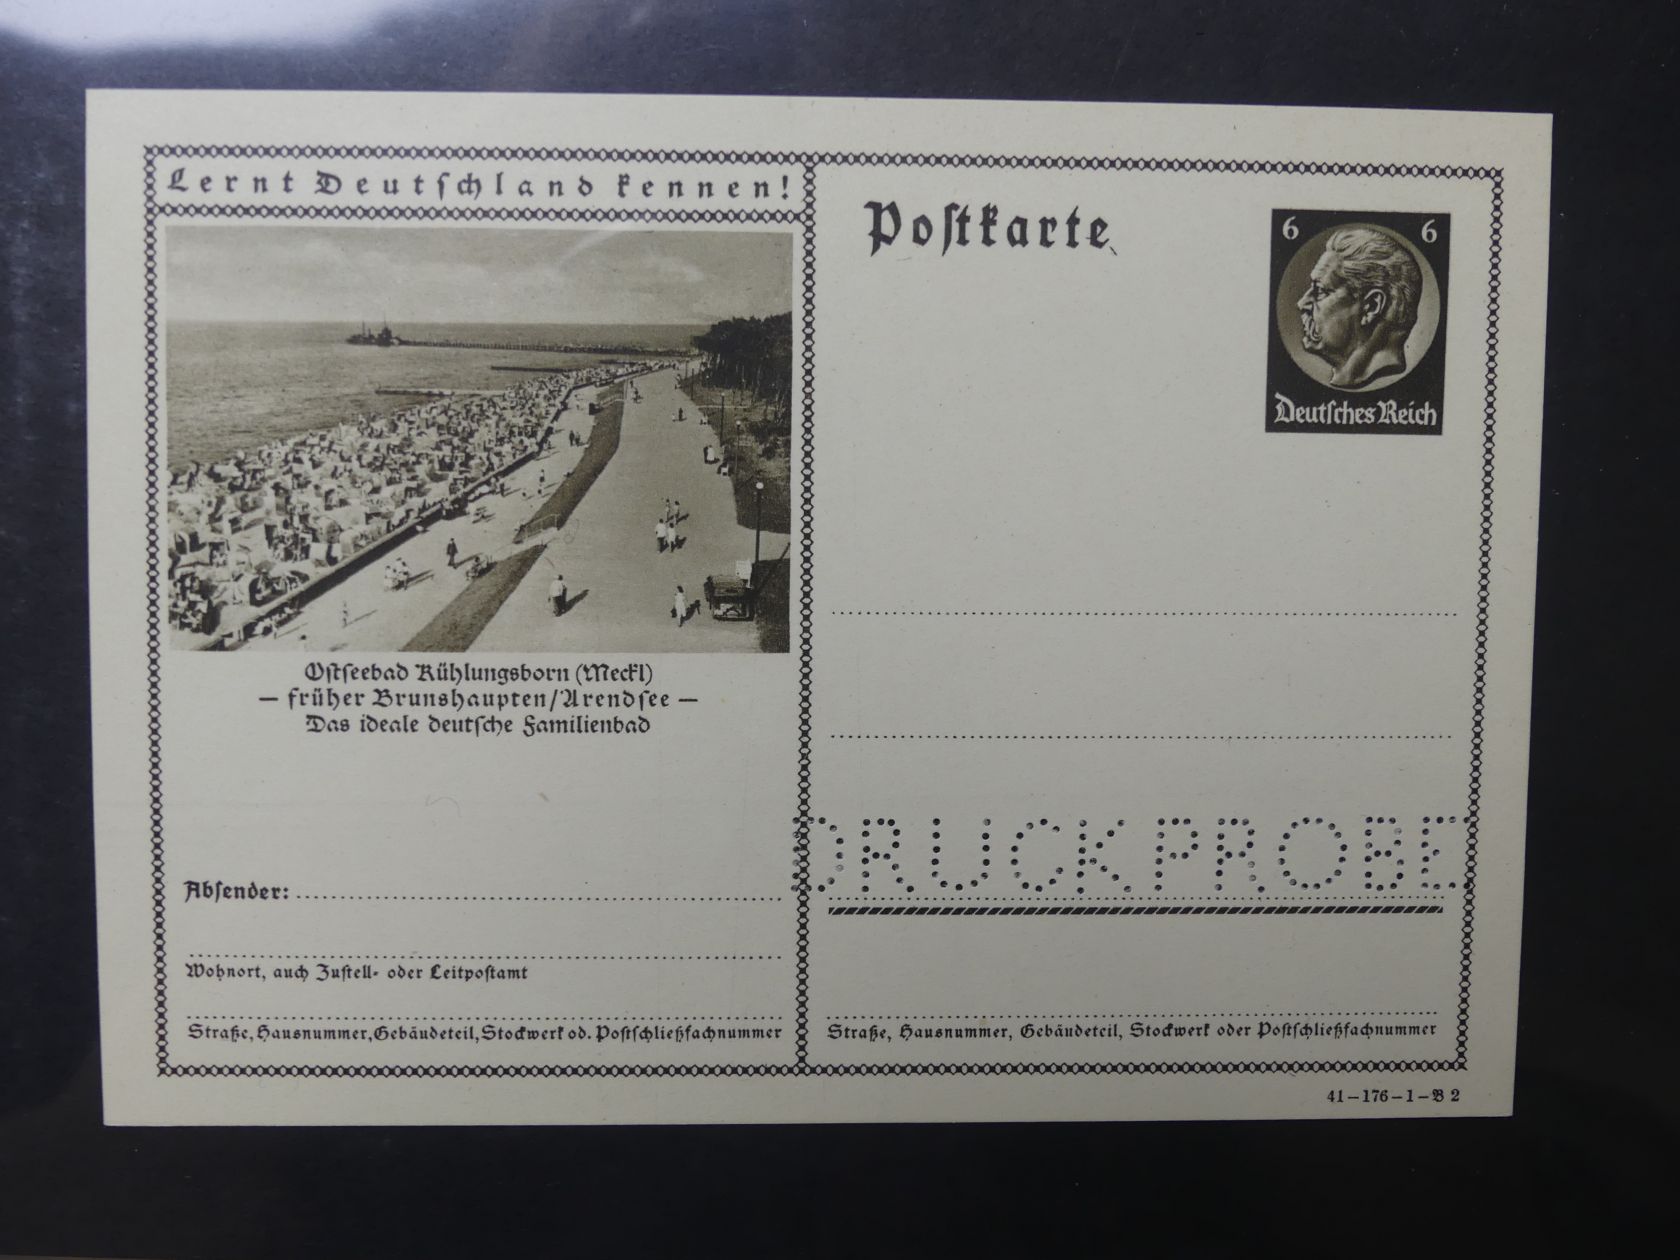 Lernt Deutschland kennen!
Postkarte
6 6
Deutsches Reich
Ostseebad Kühlungsborn (Meckl)
— früher Brunshaupten/Arendsee —
Das ideale deutsche Familienbad
DRUCKPROBE
Absender:
Wohnort, auch Zustell- oder Leitpostamt
Straße, Hausnummer, Gebäudeteil, Stockwerk od. Postschließfachnummer
Straße, Hausnummer, Gebäudeteil, Stockwerk oder Postschließfachnummer
41–176–1–B 2